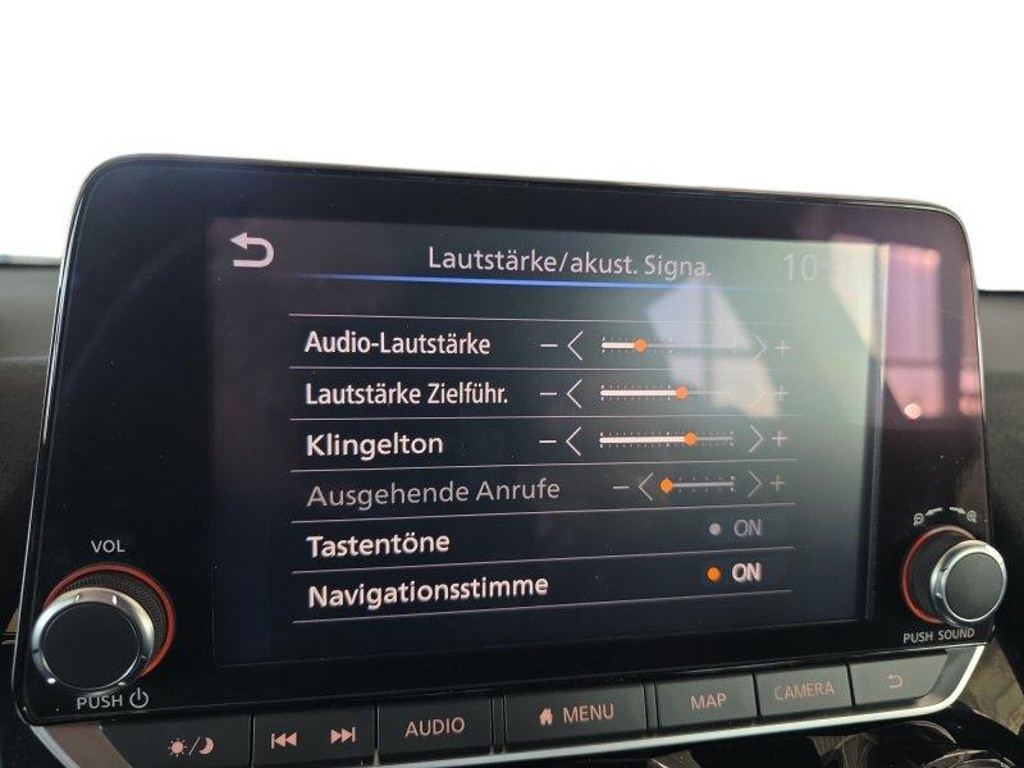 Lautstärke/akust. Signa.
Audio-Lautstärke
Lautstärke Zielführ.
Klingelton
Ausgehende Anrufe
Tastentöne ON
Navigationsstimme ON
VOL
PUSH
PUSH SOUND
AUDIO
MENU
MAP
CAMERA